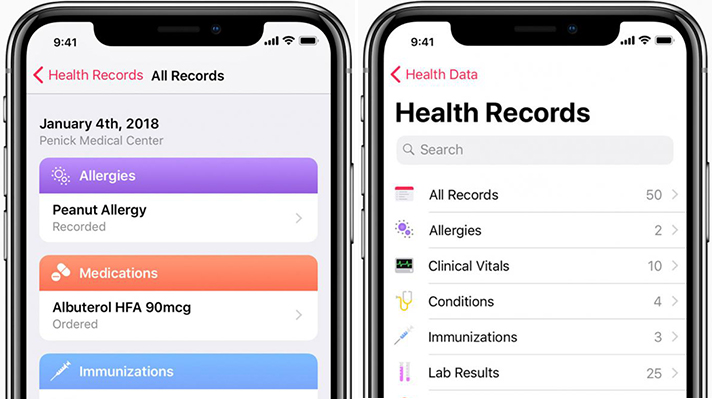 9:41
Health Records All Records
January 4th, 2018
Penick Medical Center
Allergies
Peanut Allergy
Recorded
Medications
Albuterol HFA 90mcg
Ordered
Immunizations
9:41
Health Data
Health Records
Search
All Records 50
Allergies 2
Clinical Vitals 10
Conditions 4
Immunizations 3
Lab Results 25